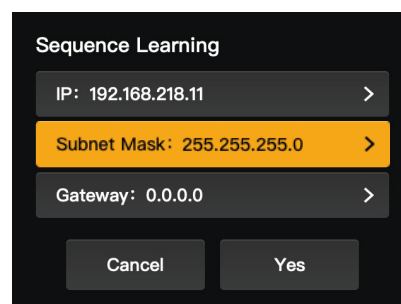 Sequence Learning
IP: 192.168.218.11
Subnet Mask: 255.255.255.0
Gateway: 0.0.0.0
Cancel Yes